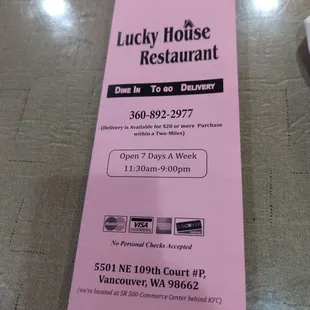 Lucky House
Restaurant
Dine In To go Delivery
360-892-2977
(Delivery is Available for $20 or more Purchase
within a Two-Miles)
Open 7 Days A Week
11:30am-9:00pm
VISA
No Personal Checks Accepted
5501 NE 109th Court #P,
Vancouver, WA 98662
(we're located at SR 500 Commerce Center behind KFC)